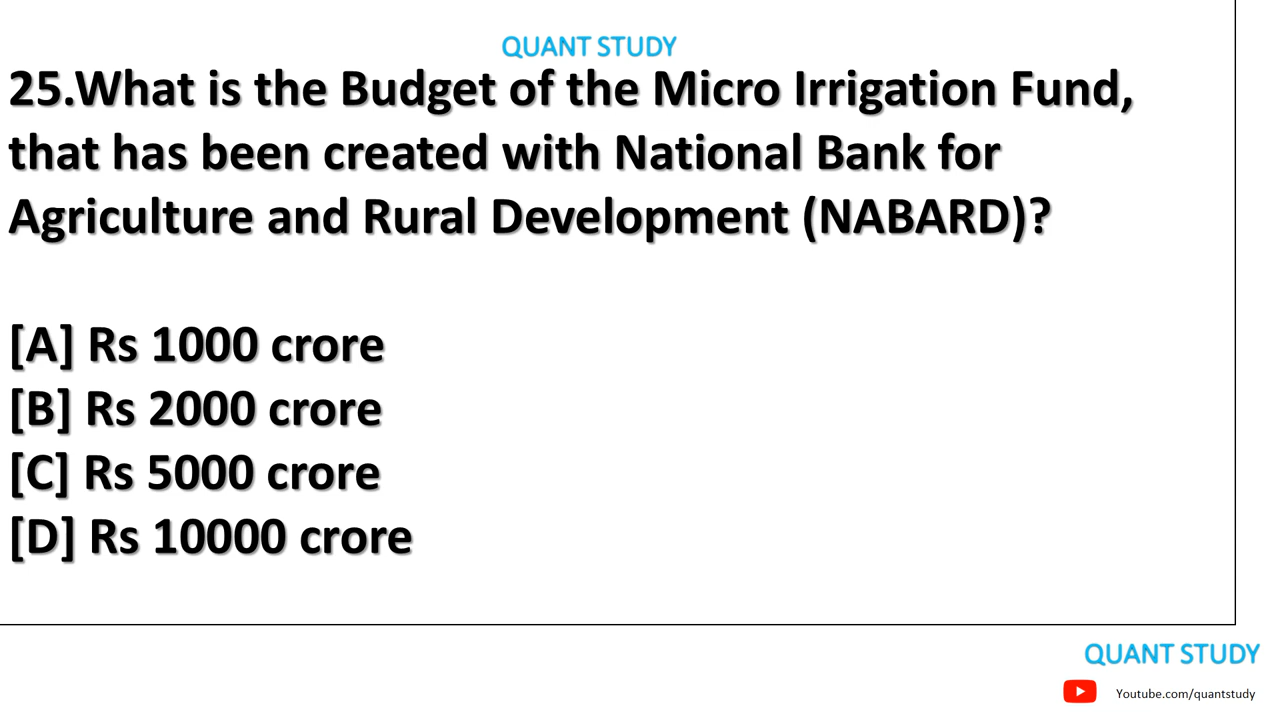 QUANT STUDY
25.What is the Budget of the Micro Irrigation Fund,
that has been created with National Bank for
Agriculture and Rural Development (NABARD)?
[A] Rs 1000 crore
[B] Rs 2000 crore
[C] Rs 5000 crore
[D] Rs 10000 crore
QUANT STUDY
Youtube.com/quantstudy